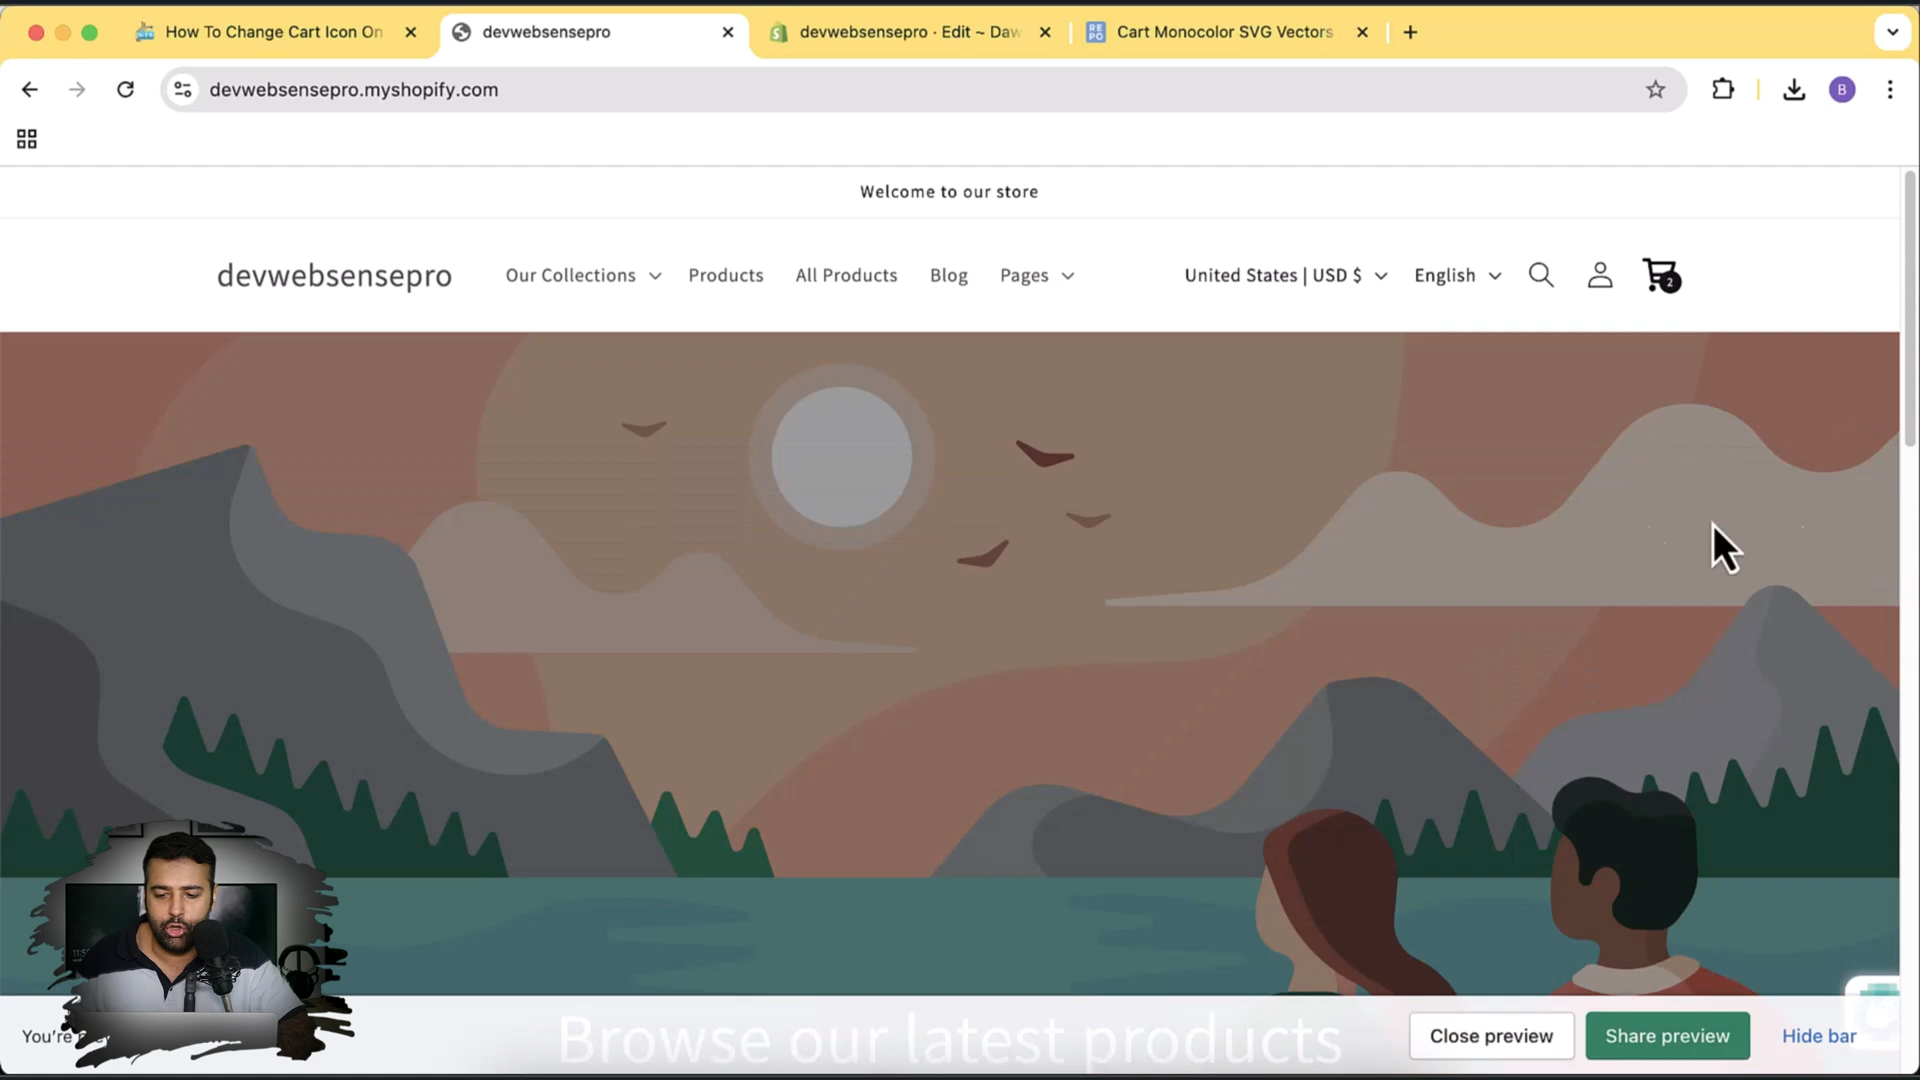 How To Change Cart Icon On
devwebsensepro
devwebsensepro · Edit ~ Daw
REPO
Cart Monocolor SVG Vectors
devwebsensepro.myshopify.com
B
Welcome to our store
devwebsensepro
Our Collections
Products
All Products
Blog
Pages
United States | USD $
English
2
You're
Browse our latest products
Close preview
Share preview
Hide bar